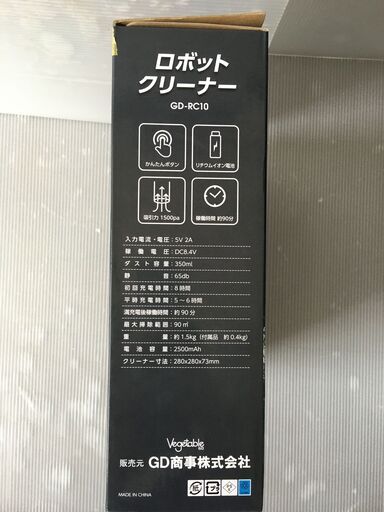 ロボット
クリーナー
GD-RC10
かんたんボタン
リチウムイオン電池
吸引力 1500pa
稼働時間 約90分
入力電流・電圧：5V 2A
稼働電圧：DC8.4V
ダスト容量：350ml
静音：65db
初回充電時間：8時間
平時充電時間：5～6時間
満充電後稼働時間：約90分
最大掃除範囲：90㎡
重量：約1.5kg（付属品 約0.4kg）
電池容量：2500mAh
クリーナー寸法：280x280x73mm
Vegetable
販売元 GD商事株式会社
MADE IN CHINA